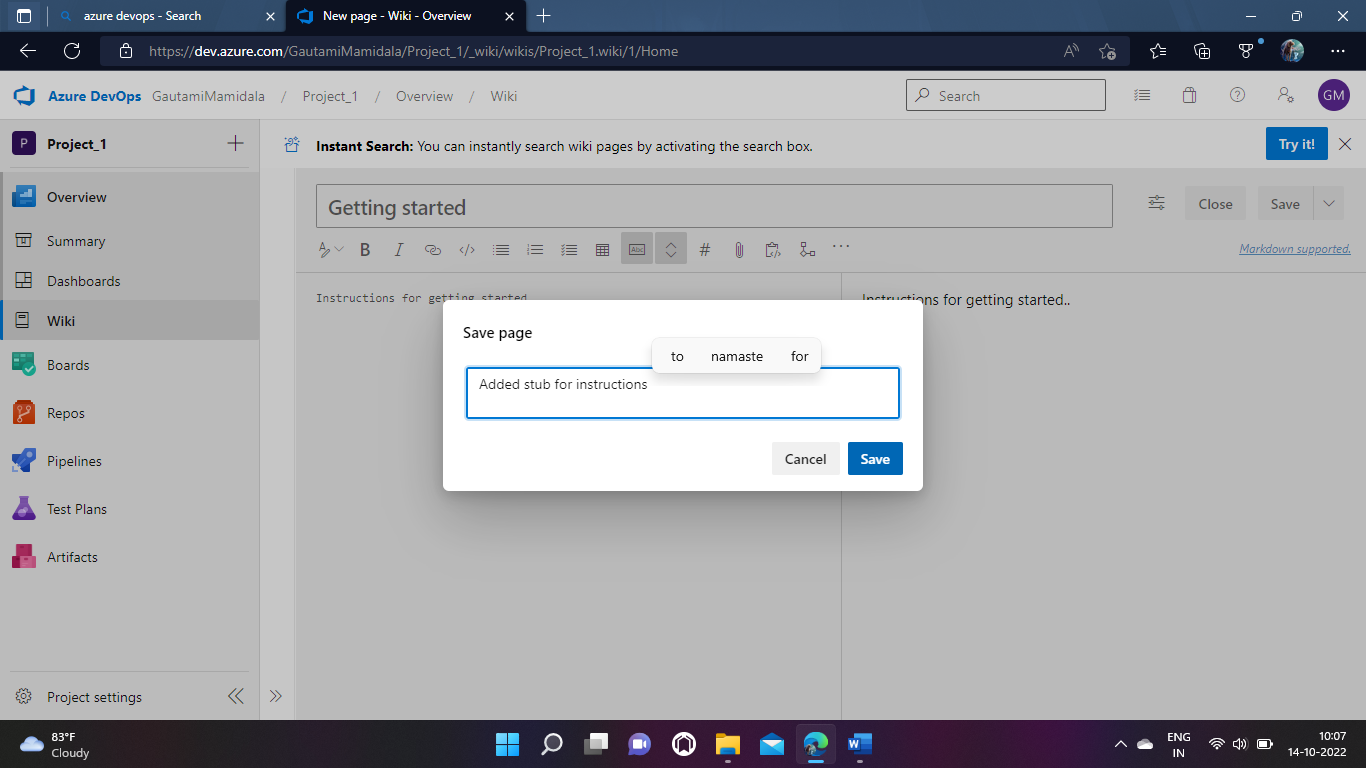 azure devops - Search
New page - Wiki - Overview
https://dev.azure.com/GautamiMamidala/Project_1/_wiki/wikis/Project_1.wiki/1/Home
Azure DevOps GautamiMamidala / Project_1 / Overview / Wiki
Search
GM
P Project_1
Instant Search: You can instantly search wiki pages by activating the search box.
Try it!
Overview
Summary
Dashboards
Wiki
Boards
Repos
Pipelines
Test Plans
Artifacts
Project settings
Getting started
Close
Save
B I </> Abc # ...
Markdown supported.
Instructions for getting started
Instructions for getting started..
Save page
to namaste for
Added stub for instructions
Cancel
Save
83°F
Cloudy
ENG
IN
10:07
14-10-2022